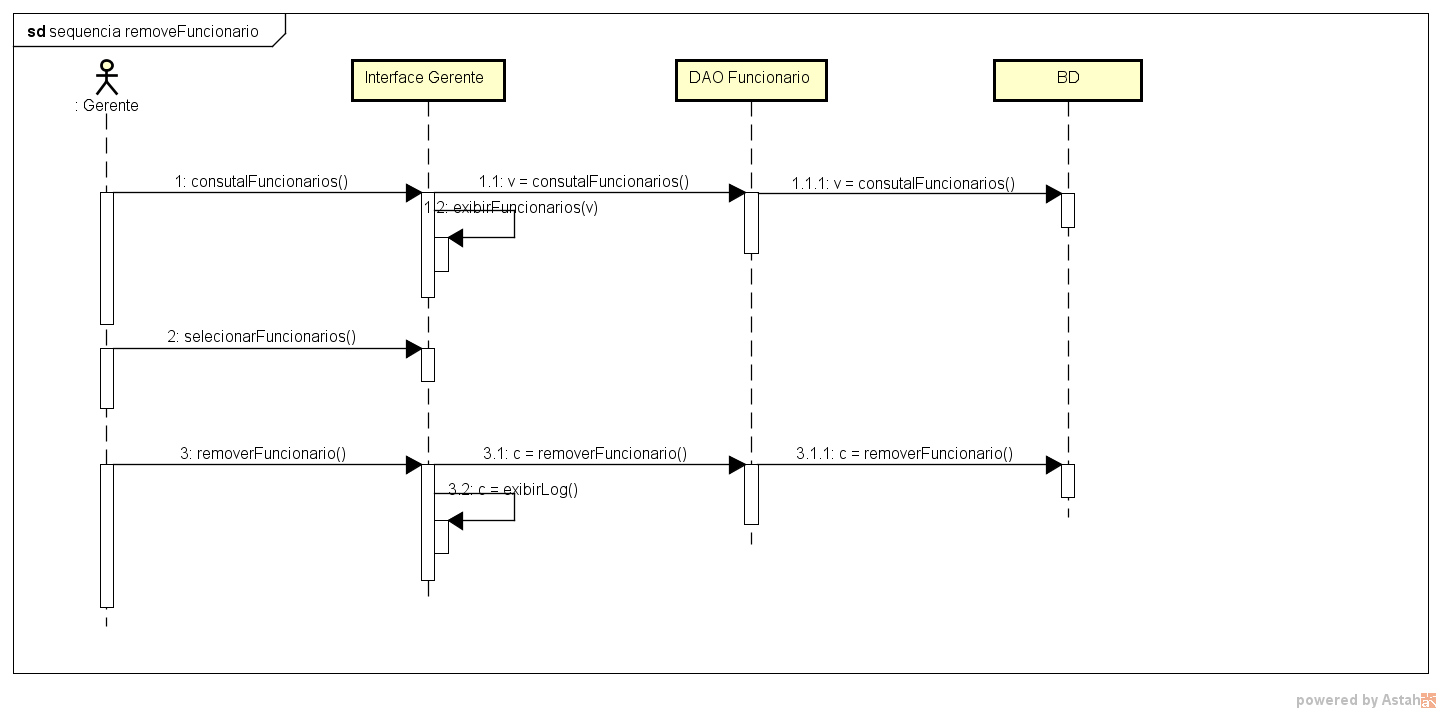 sd sequencia removeFuncionario
: Gerente
Interface Gerente
DAO Funcionario
BD
1: consutalFuncionarios()
1.1: v = consutalFuncionarios()
1.1.1: v = consutalFuncionarios()
1.2: exibirFuncionarios(v)
2: selecionarFuncionarios()
3: removerFuncionario()
3.1: c = removerFuncionario()
3.1.1: c = removerFuncionario()
3.2: c = exibirLog()
powered by Astah